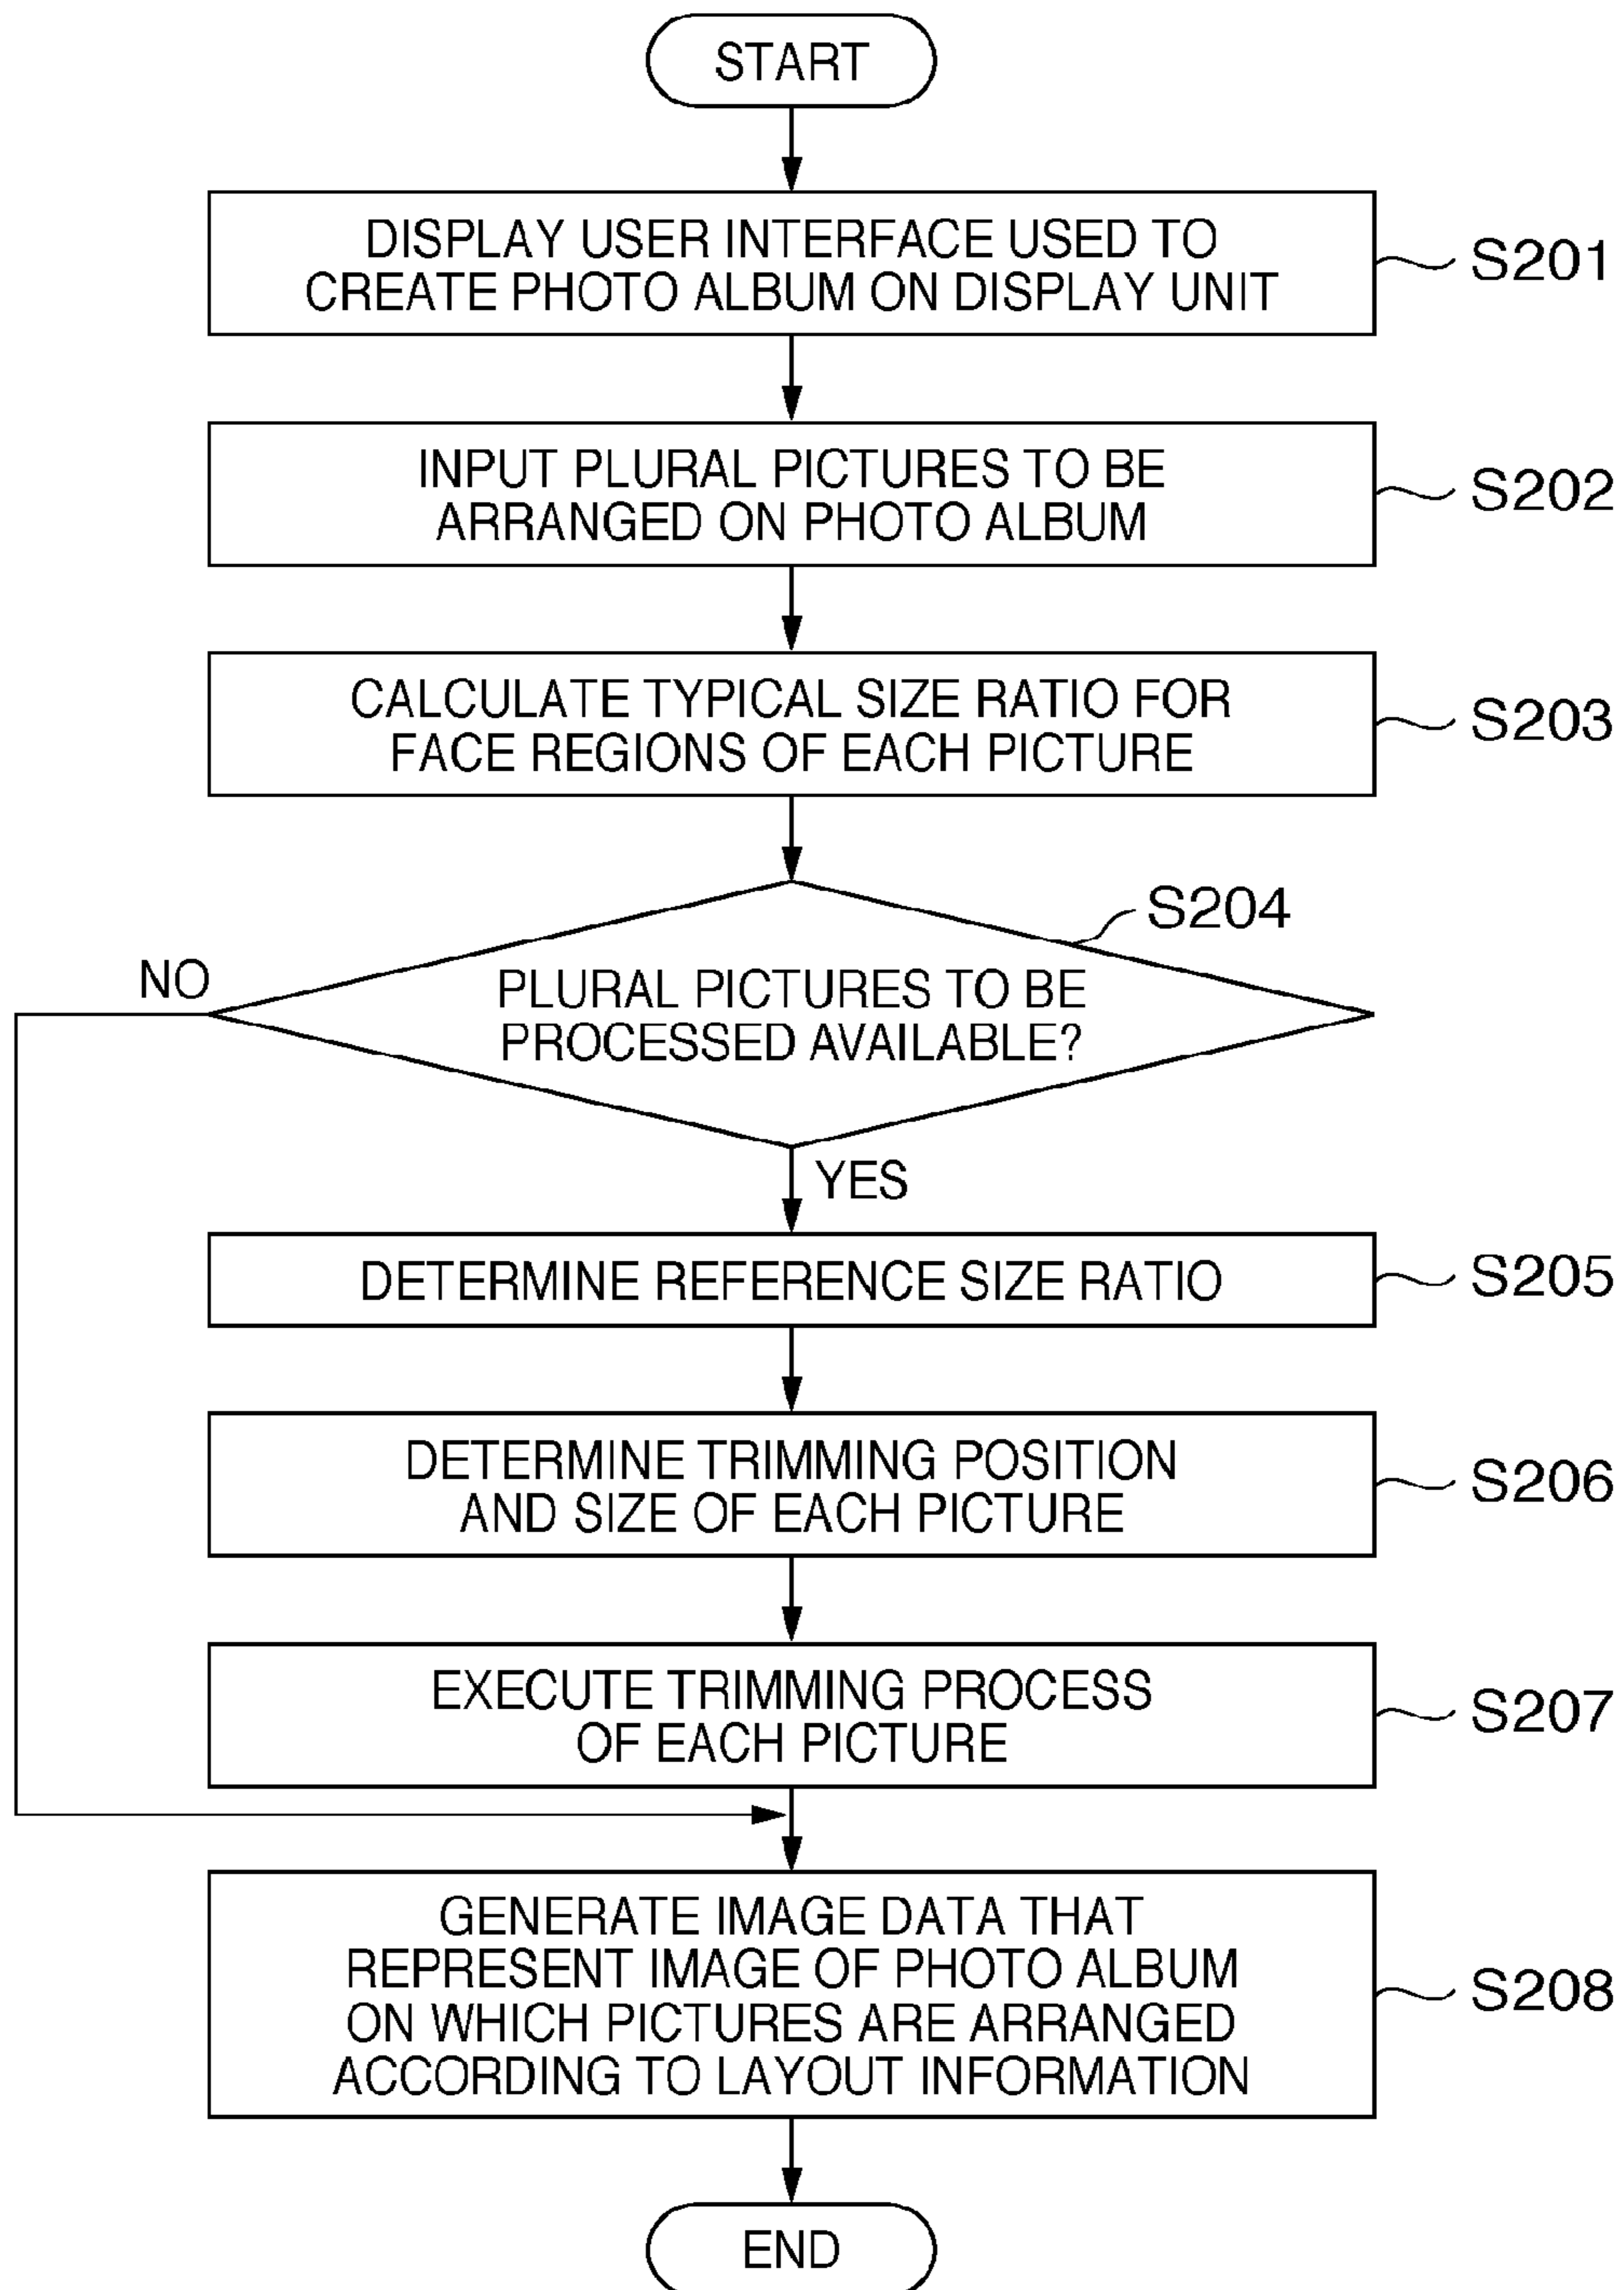 START
DISPLAY USER INTERFACE USED TO
CREATE PHOTO ALBUM ON DISPLAY UNIT
S201
INPUT PLURAL PICTURES TO BE
ARRANGED ON PHOTO ALBUM
S202
CALCULATE TYPICAL SIZE RATIO FOR
FACE REGIONS OF EACH PICTURE
S203
S204
NO
PLURAL PICTURES TO BE
PROCESSED AVAILABLE?
YES
DETERMINE REFERENCE SIZE RATIO
S205
DETERMINE TRIMMING POSITION
AND SIZE OF EACH PICTURE
S206
EXECUTE TRIMMING PROCESS
OF EACH PICTURE
S207
GENERATE IMAGE DATA THAT
REPRESENT IMAGE OF PHOTO ALBUM
ON WHICH PICTURES ARE ARRANGED
ACCORDING TO LAYOUT INFORMATION
S208
END